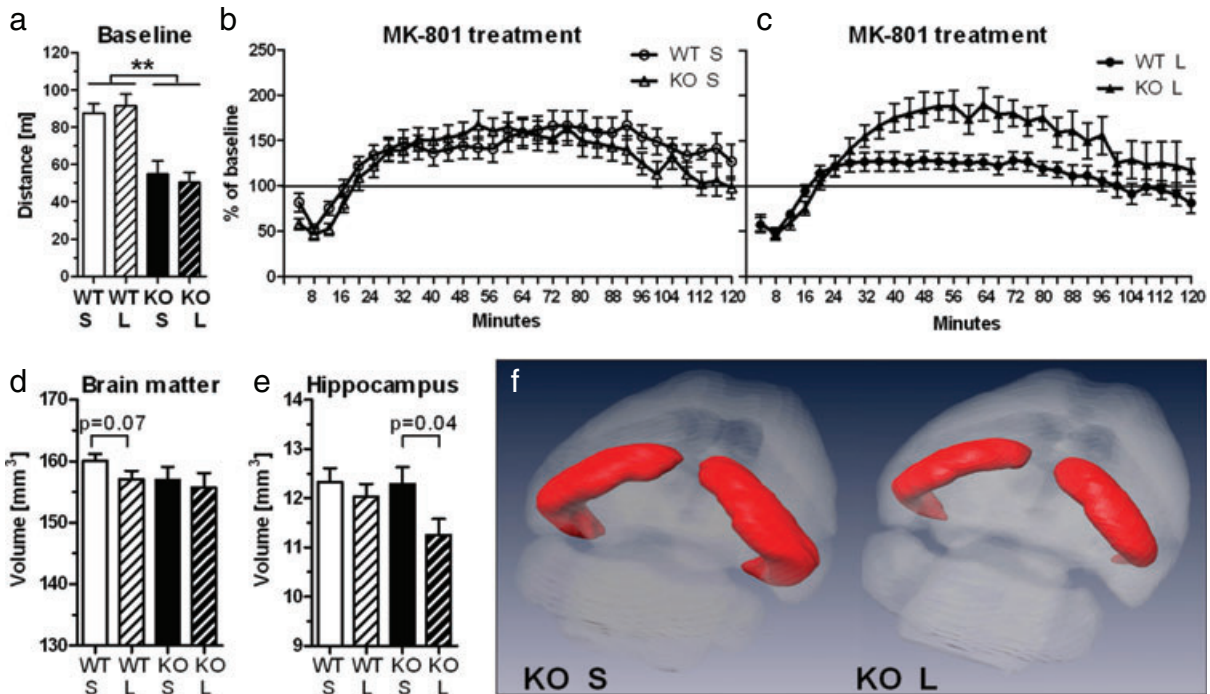 a
Baseline
120
100
80
60
40
20
0
Distance [m]
**
WT WT KO KO
S L S L
b
MK-801 treatment
WT S
KO S
250
200
150
100
50
0
% of baseline
8 16 24 32 40 48 56 64 72 80 88 96 104 112 120
Minutes
c
MK-801 treatment
WT L
KO L
8 16 24 32 40 48 56 64 72 80 88 96 104 112 120
Minutes
d
Brain matter
170
160
150
140
130
Volume [mm³]
p=0.07
WT WT KO KO
S L S L
e
Hippocampus
14
13
12
11
10
9
Volume [mm³]
p=0.04
WT WT KO KO
S L S L
f
KO S
KO L